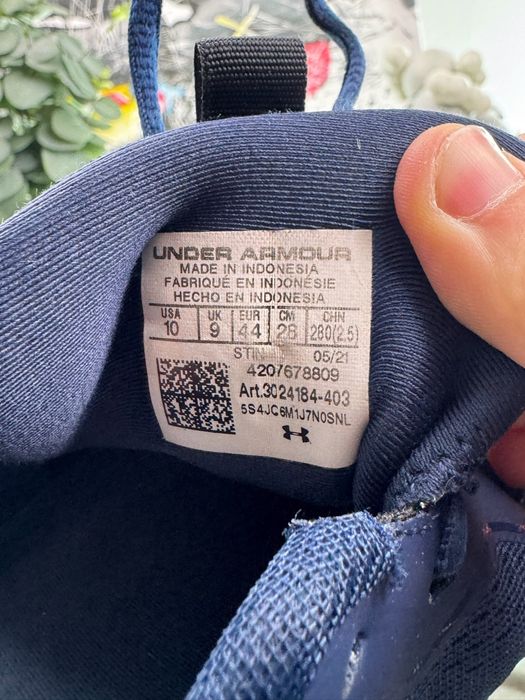 UNDER ARMOUR
MADE IN INDONESIA
FABRIQUÉ EN INDONÉSIE
HECHO EN INDONESIA
USA UK EUR CM CHN
10 9 44 28 280(2.5)
05/21
4207678809
Art.3024184-403
5S4JC6M1J7N0SNL